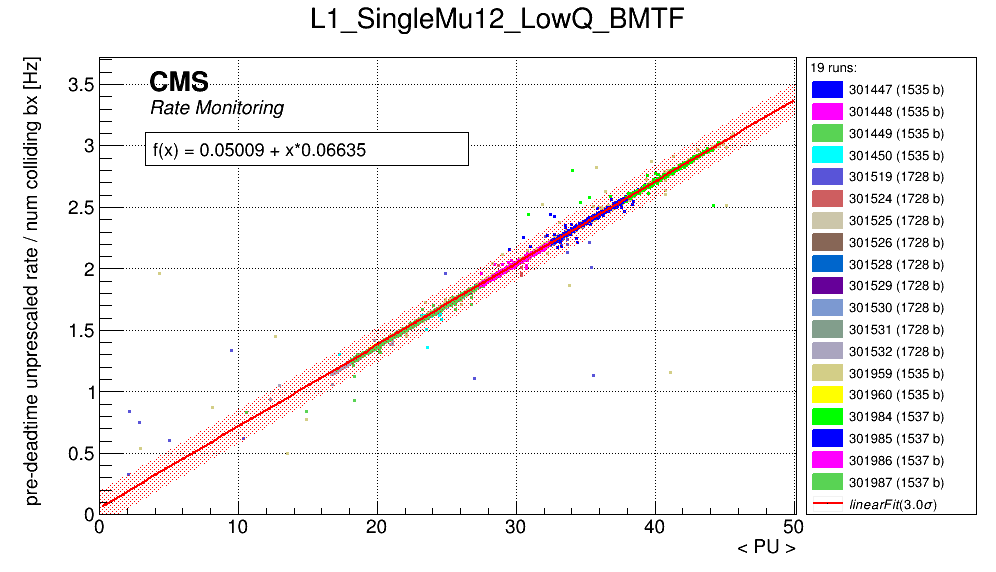 L1_SingleMu12_LowQ_BMTF
pre-deadtime unprescaled rate / num colliding bx [Hz]
3.5
3
2.5
2
1.5
1
0.5
0
CMS
Rate Monitoring
f(x) = 0.05009 + x*0.06635
0 10 20 30 40 50
< PU >
19 runs:
301447 (1535 b)
301448 (1535 b)
301449 (1535 b)
301450 (1535 b)
301519 (1728 b)
301524 (1728 b)
301525 (1728 b)
301526 (1728 b)
301528 (1728 b)
301529 (1728 b)
301530 (1728 b)
301531 (1728 b)
301532 (1728 b)
301959 (1535 b)
301960 (1535 b)
301984 (1537 b)
301985 (1537 b)
301986 (1537 b)
301987 (1537 b)
linearFit(3.0σ)